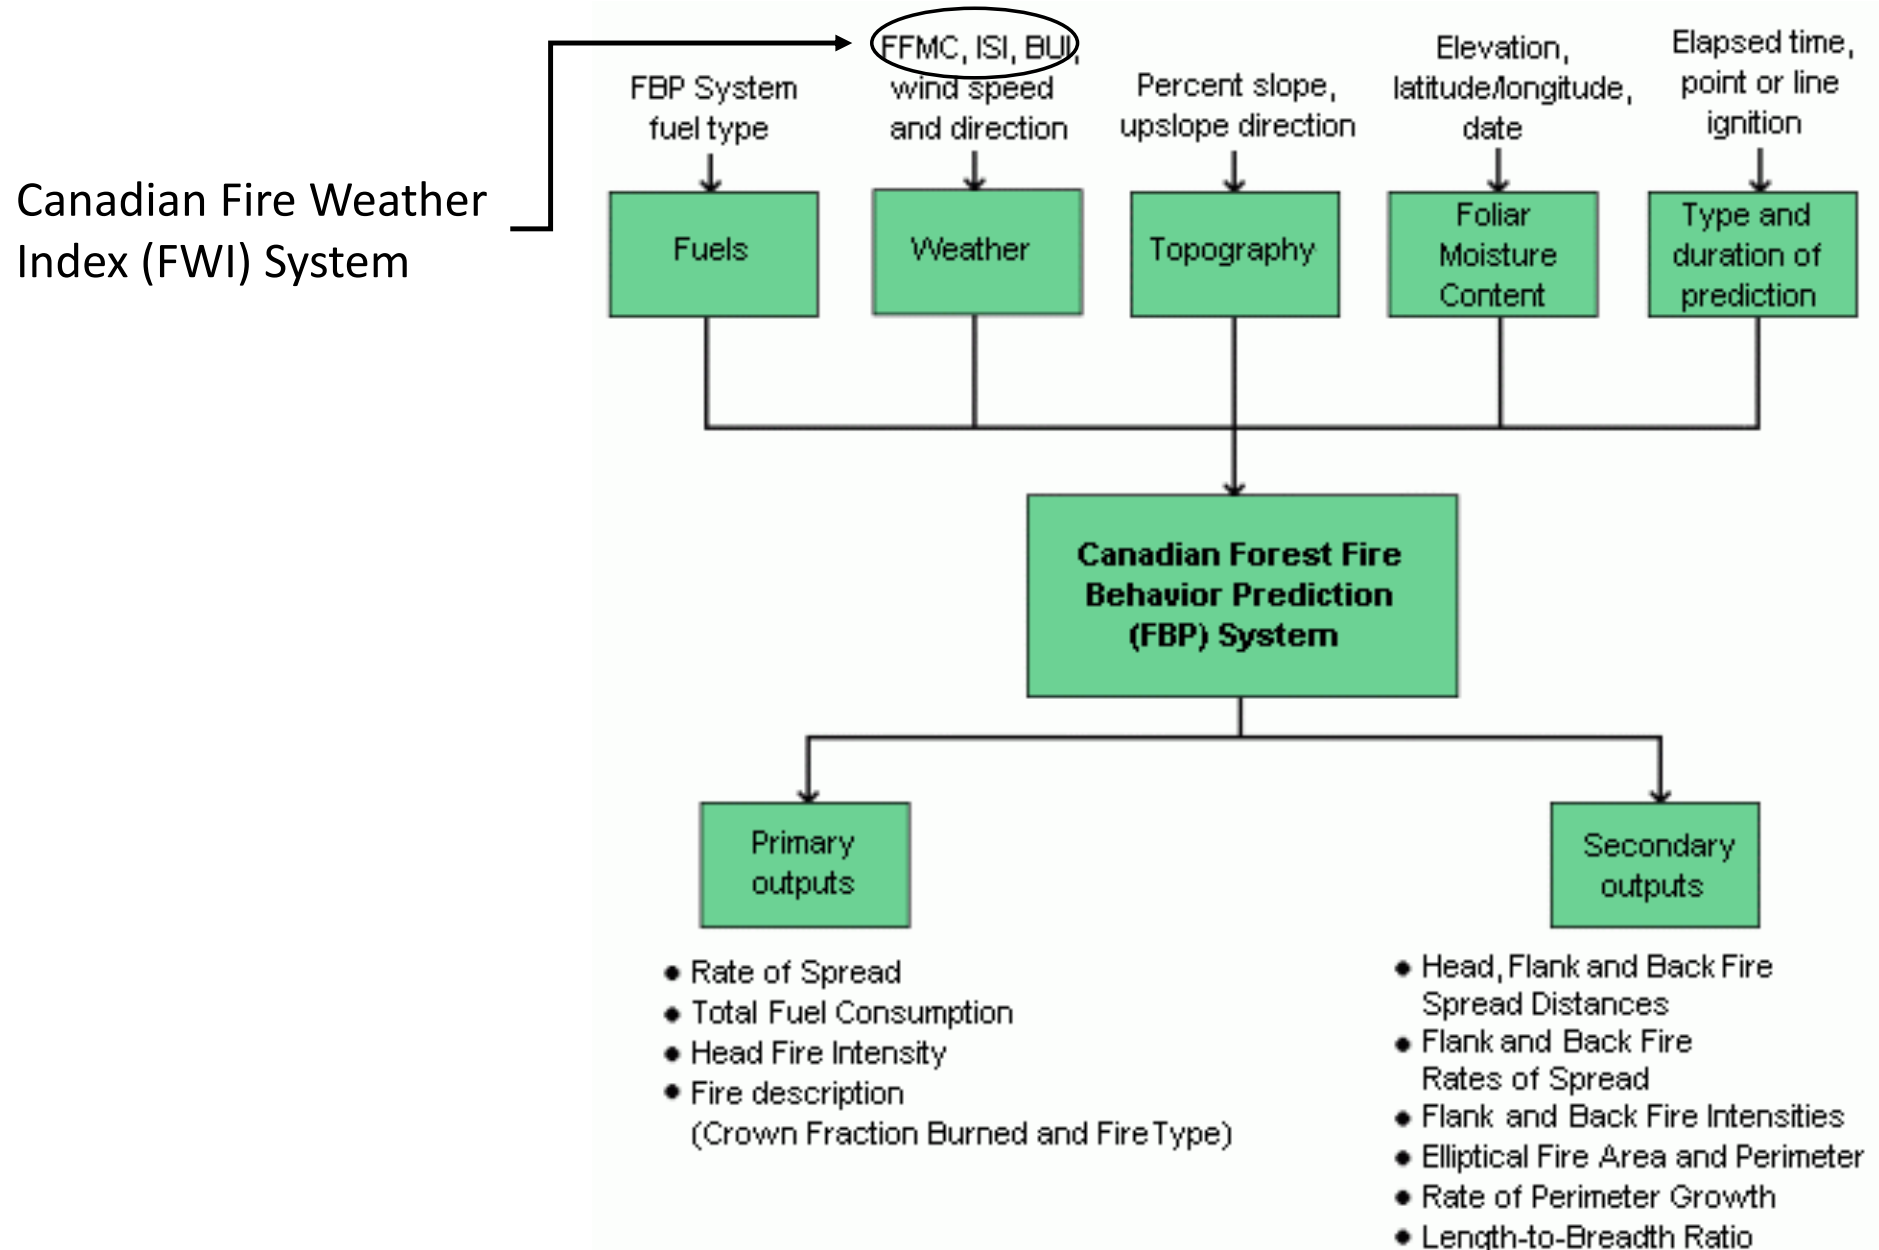 Canadian Fire Weather
Index (FWI) System
FBP System
fuel type
FFMC, ISI, BUI,
wind speed
and direction
Percent slope,
upslope direction
Elevation,
latitude/longitude,
date
Elapsed time,
point or line
ignition
Fuels
Weather
Topography
Foliar
Moisture
Content
Type and
duration of
prediction
Canadian Forest Fire
Behavior Prediction
(FBP) System
Primary
outputs
● Rate of Spread
● Total Fuel Consumption
● Head Fire Intensity
● Fire description
(Crown Fraction Burned and Fire Type)
Secondary
outputs
● Head, Flank and Back Fire
Spread Distances
● Flank and Back Fire
Rates of Spread
● Flank and Back Fire Intensities
● Elliptical Fire Area and Perimeter
● Rate of Perimeter Growth
● Length-to-Breadth Ratio